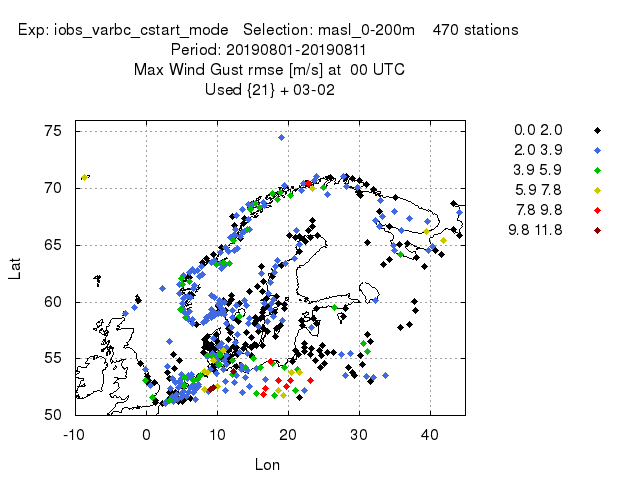 Exp: iobs_varbc_cstart_mode   Selection: masl_0-200m    470 stations
Period: 20190801-20190811
Max Wind Gust rmse [m/s] at  00 UTC
Used {21} + 03-02
0.0 2.0
2.0 3.9
3.9 5.9
5.9 7.8
7.8 9.8
9.8 11.8
75
70
65
60
55
50
Lat
-10 0 10 20 30 40
Lon